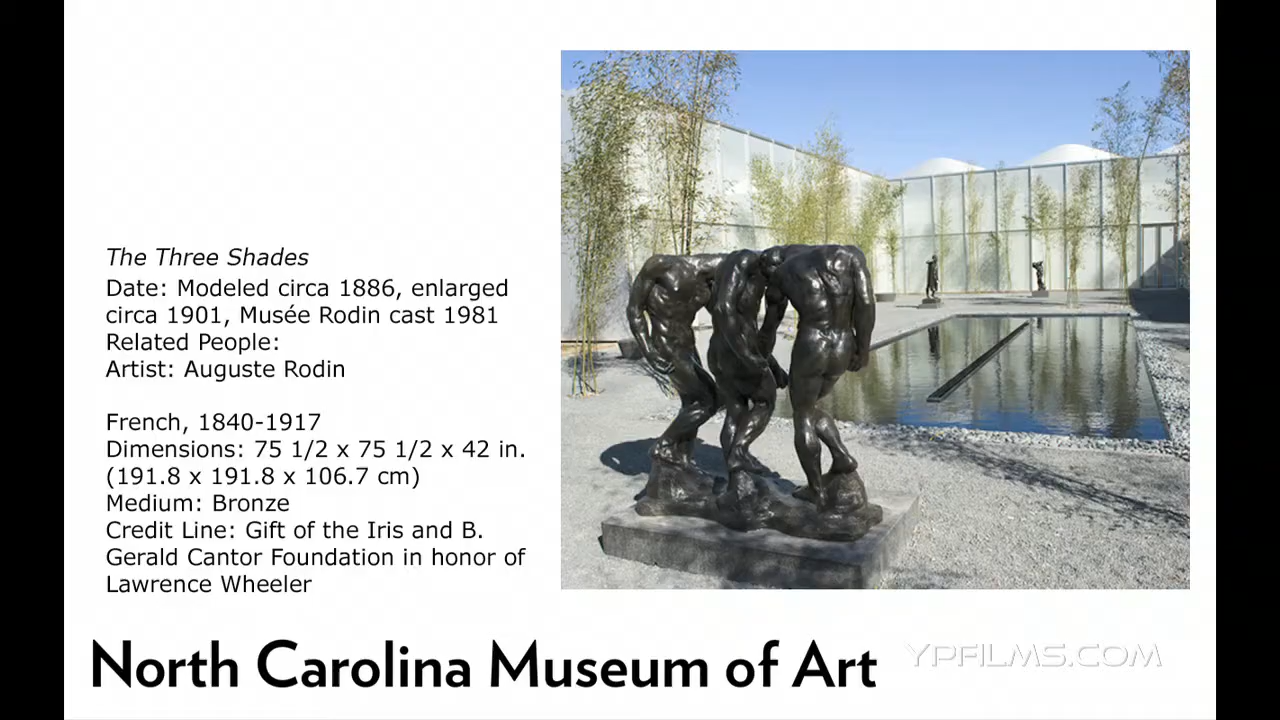 The Three Shades
Date: Modeled circa 1886, enlarged
circa 1901, Musée Rodin cast 1981
Related People:
Artist: Auguste Rodin
French, 1840-1917
Dimensions: 75 1/2 x 75 1/2 x 42 in.
(191.8 x 191.8 x 106.7 cm)
Medium: Bronze
Credit Line: Gift of the Iris and B.
Gerald Cantor Foundation in honor of
Lawrence Wheeler
North Carolina Museum of Art
YPFILMS.COM